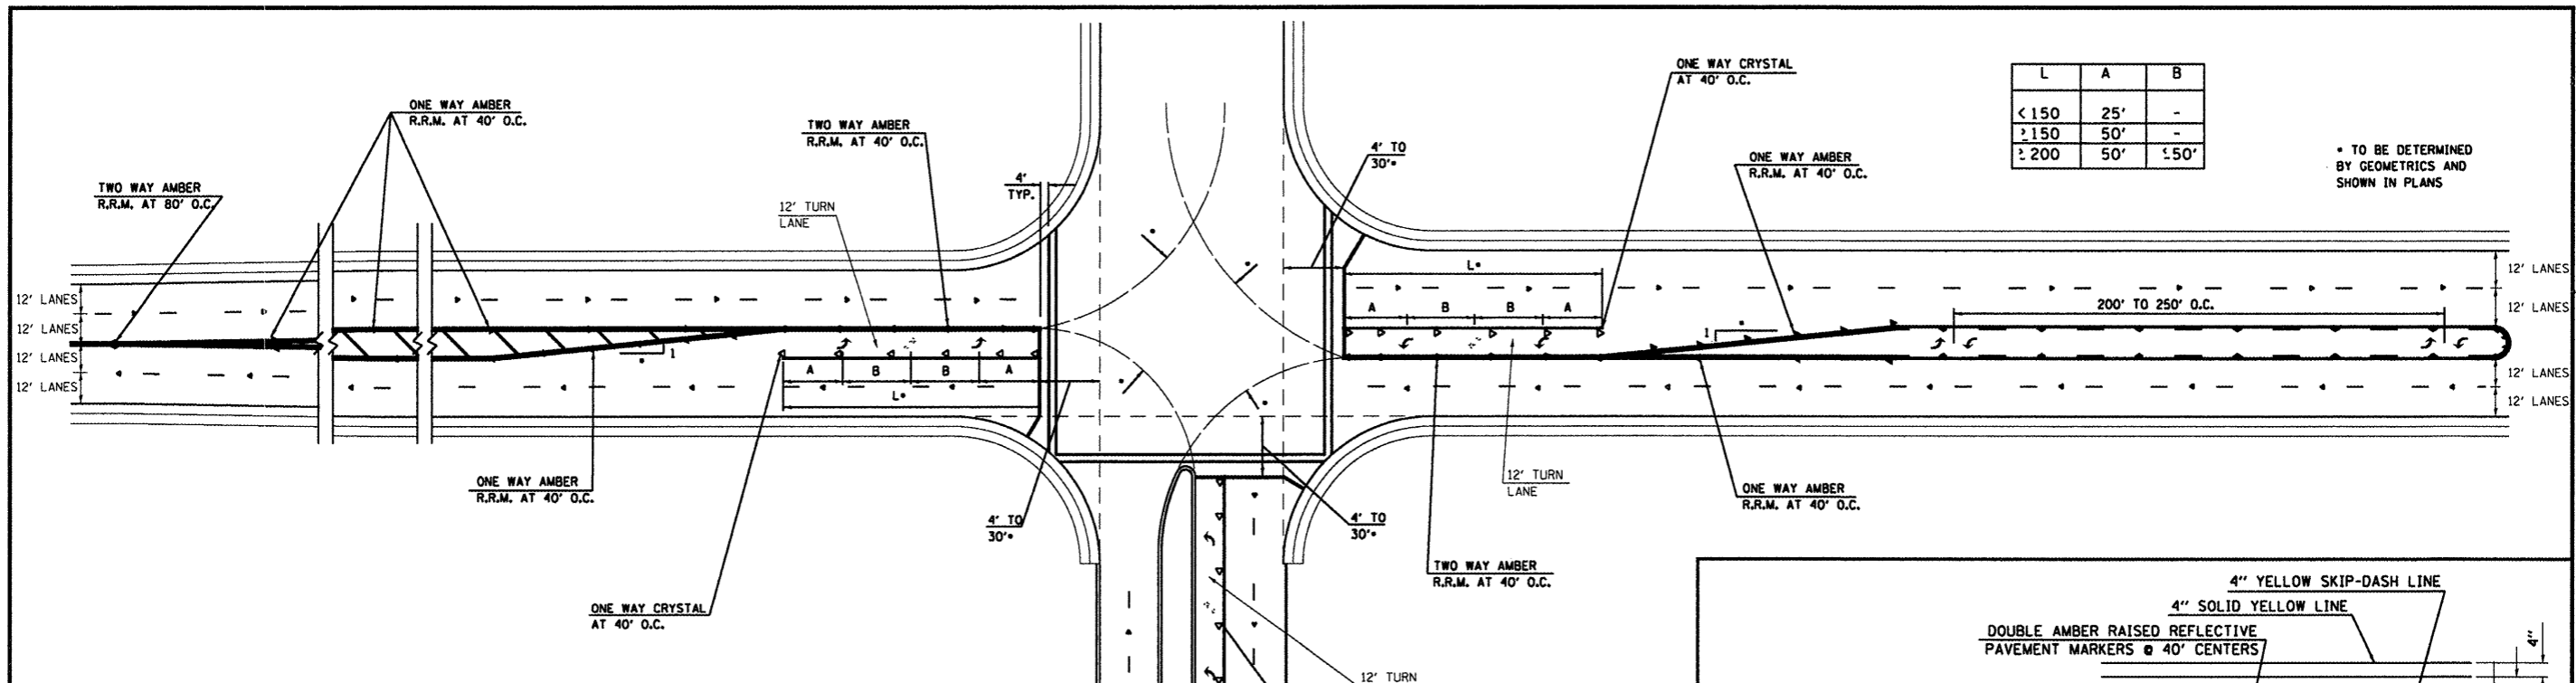 ONE WAY CRYSTAL
AT 40' O.C.
L A B
<150 25' -
≥150 50' -
≥200 50' ≤50'
ONE WAY AMBER
R.R.M. AT 40' O.C.
TWO WAY AMBER
R.R.M. AT 40' O.C.
4' TO
30'*
ONE WAY AMBER
R.R.M. AT 40' O.C.
* TO BE DETERMINED
BY GEOMETRICS AND
SHOWN IN PLANS
TWO WAY AMBER
R.R.M. AT 80' O.C.
4'
TYP.
12' TURN
LANE
L*
12' LANES
12' LANES
12' LANES
12' LANES
A B B A
200' TO 250' O.C.
12' LANES
12' LANES
12' LANES
12' LANES
1
*
1
*
A B B A
L*
*
*
*
*
*
ONE WAY AMBER
R.R.M. AT 40' O.C.
12' TURN
LANE
ONE WAY AMBER
R.R.M. AT 40' O.C.
4' TO
30'*
4' TO
30'*
TWO WAY AMBER
R.R.M. AT 40' O.C.
ONE WAY CRYSTAL
AT 40' O.C.
4" YELLOW SKIP-DASH LINE
4" SOLID YELLOW LINE
DOUBLE AMBER RAISED REFLECTIVE
PAVEMENT MARKERS @ 40' CENTERS
4"
12' TURN